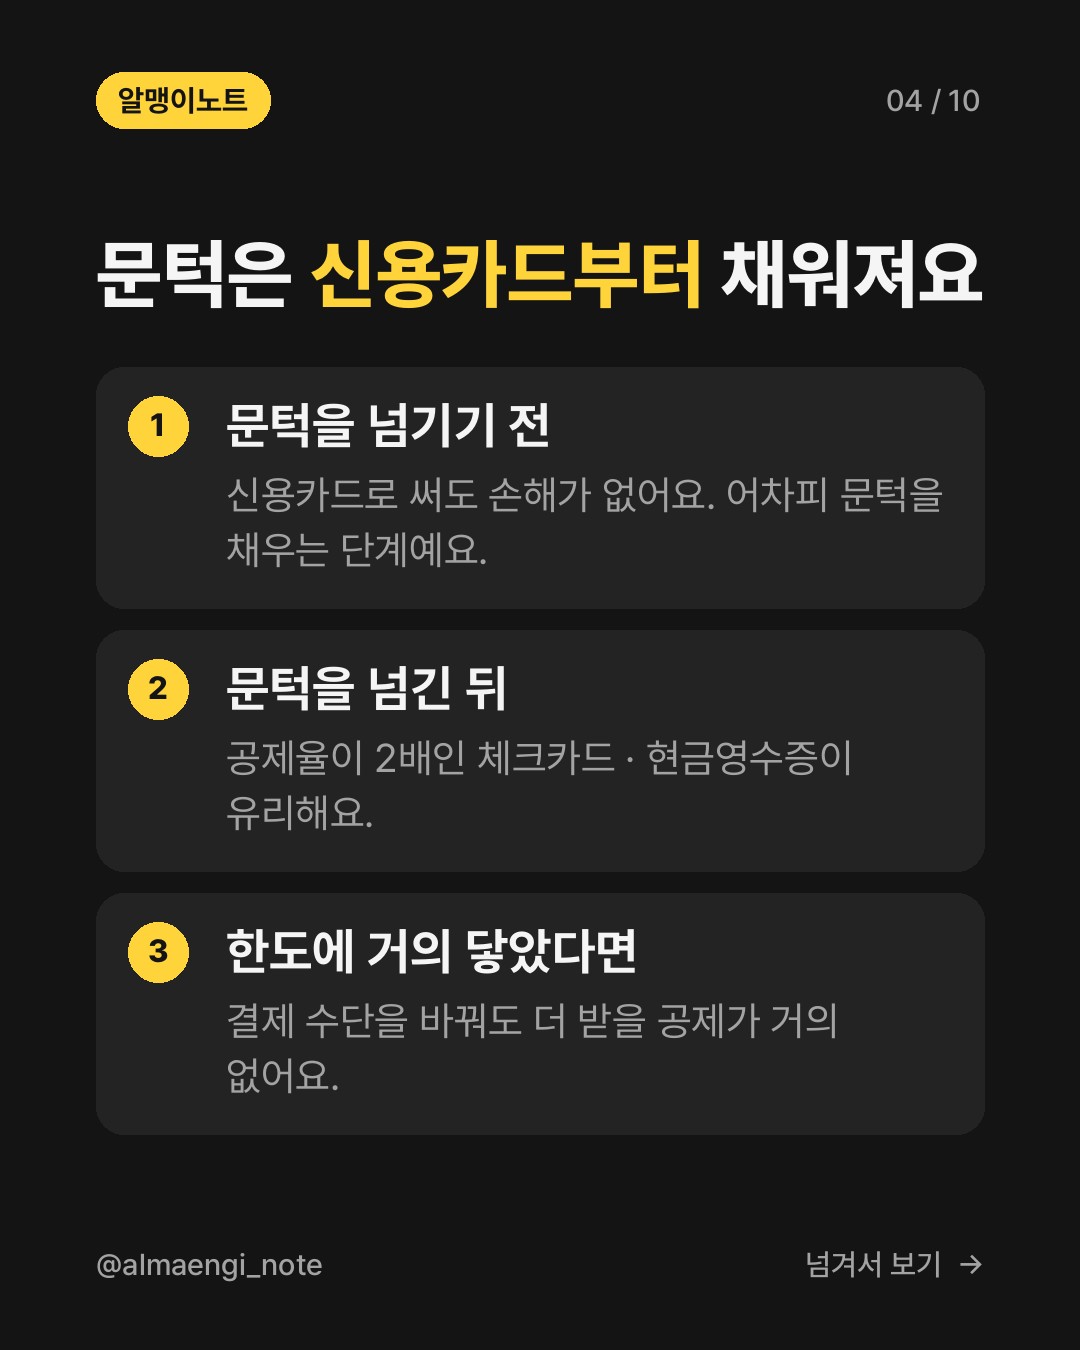 알맹이노트
04 / 10
문턱은 신용카드부터 채워져요
1 문턱을 넘기기 전
신용카드로 써도 손해가 없어요. 어차피 문턱을
채우는 단계예요.
2 문턱을 넘긴 뒤
공제율이 2배인 체크카드 · 현금영수증이
유리해요.
3 한도에 거의 닿았다면
결제 수단을 바꿔도 더 받을 공제가 거의
없어요.
@almaengi_note
넘겨서 보기 →